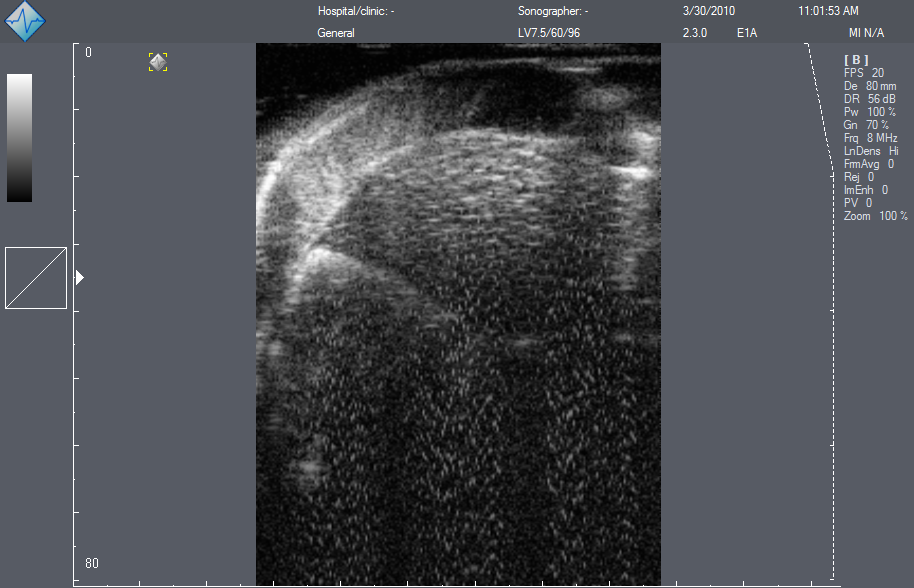 Hospital/clinic: - Sonographer: - 3/30/2010 11:01:53 AM
General LV7.5/60/96 2.3.0 E1A MI N/A
0
[ B ]
FPS 20
De 80 mm
DR 56 dB
Pw 100 %
Gn 70 %
Frq 8 MHz
LnDens Hi
FrmAvg 0
Rej 0
ImEnh 0
PV 0
Zoom 100 %
80